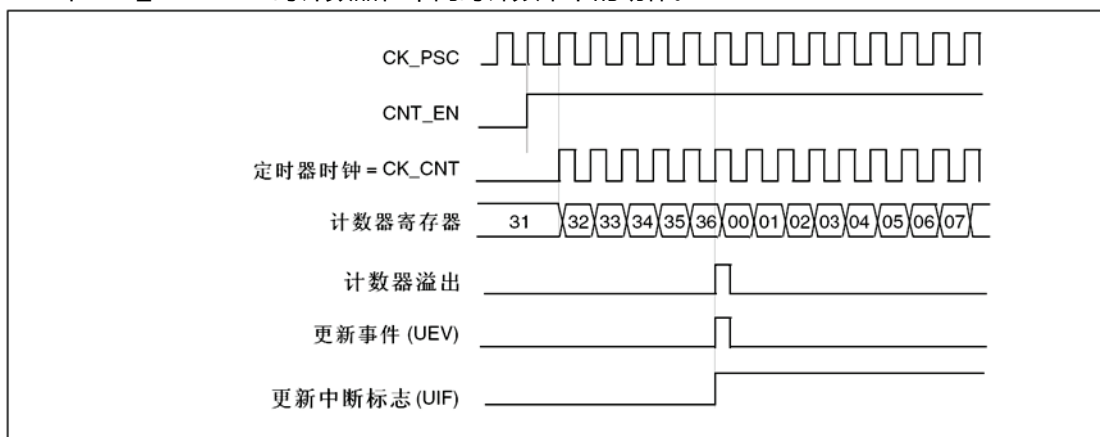 CK_PSC
CNT_EN
定时器时钟 = CK_CNT
计数器寄存器 31 32 33 34 35 36 00 01 02 03 04 05 06 07
计数器溢出
更新事件 (UEV)
更新中断标志 (UIF)